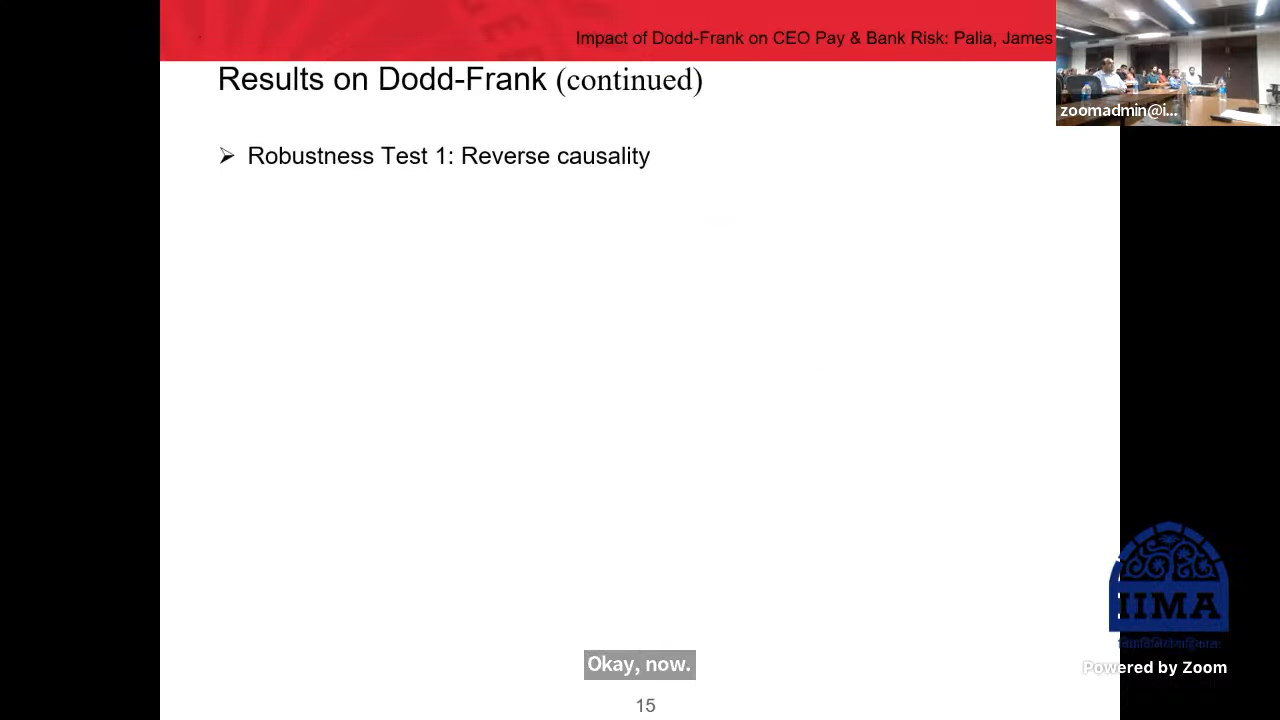 Impact of Dodd-Frank on CEO Pay & Bank Risk: Palia, James
zoomadmin@i...
Results on Dodd-Frank (continued)
➢ Robustness Test 1: Reverse causality
IIMA
Powered by Zoom
Okay, now.
15